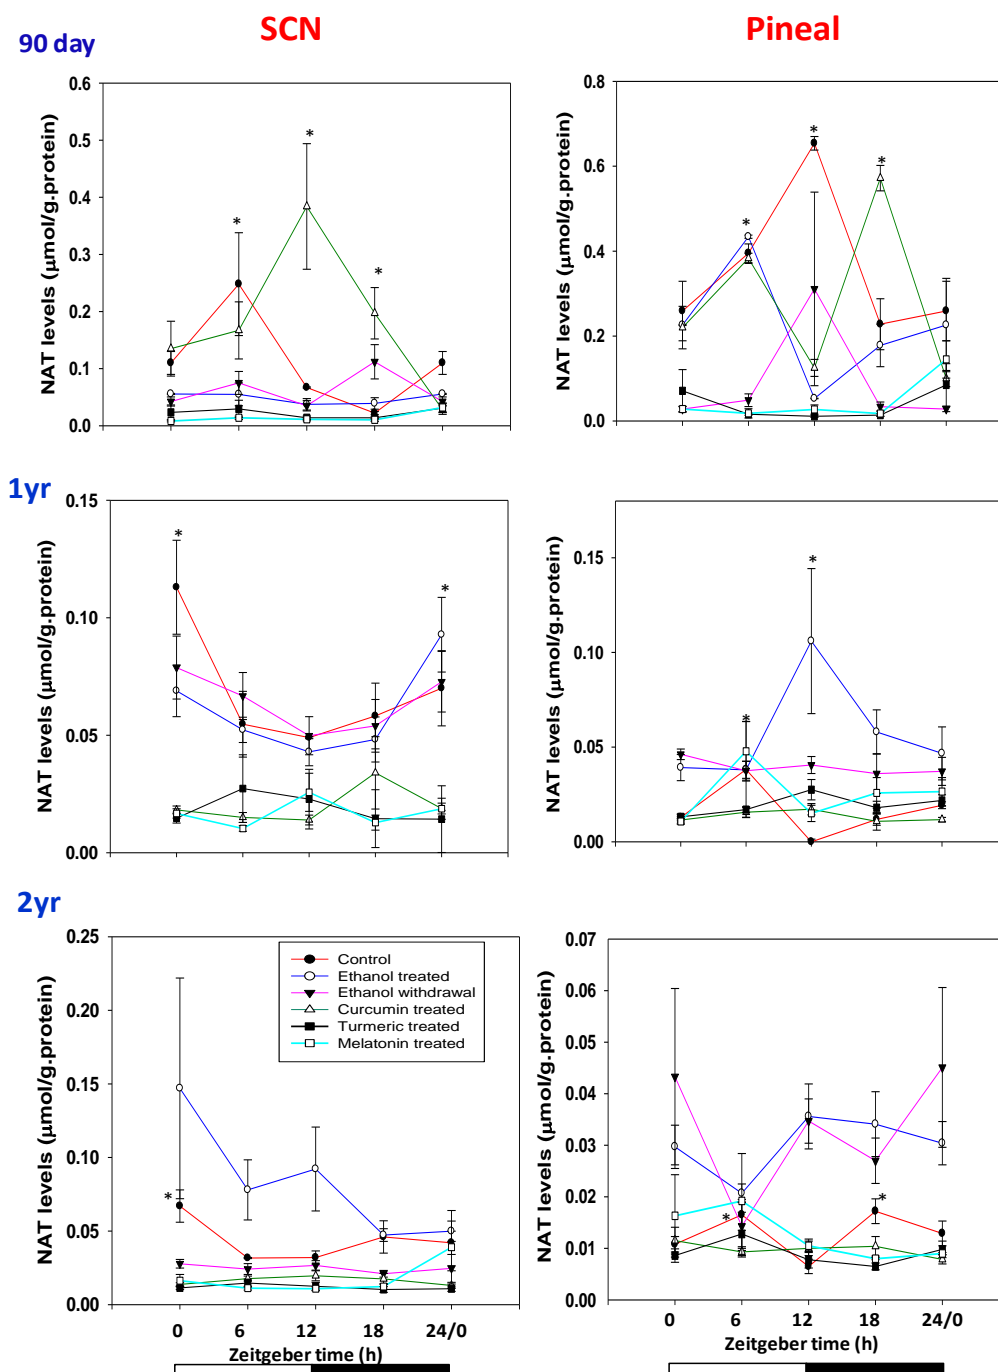 SCN
Pineal
90 day
NAT levels (µmol/g.protein)
0.6
0.5
0.4
0.3
0.2
0.1
0.0
*
*
*
NAT levels (µmol/g.protein)
0.8
0.6
0.4
0.2
0.0
*
*
*
1yr
NAT levels (µmol/g.protein)
0.15
0.10
0.05
0.00
*
*
NAT levels (µmol/g.protein)
0.15
0.10
0.05
0.00
*
*
2yr
NAT levels (µmol/g.protein)
0.25
0.20
0.15
0.10
0.05
0.00
*
Control
Ethanol treated
Ethanol withdrawal
Curcumin treated
Turmeric treated
Melatonin treated
0 6 12 18 24/0
Zeitgeber time (h)
NAT levels (µmol/g.protein)
0.07
0.06
0.05
0.04
0.03
0.02
0.01
0.00
*
*
0 6 12 18 24/0
Zeitgeber time (h)